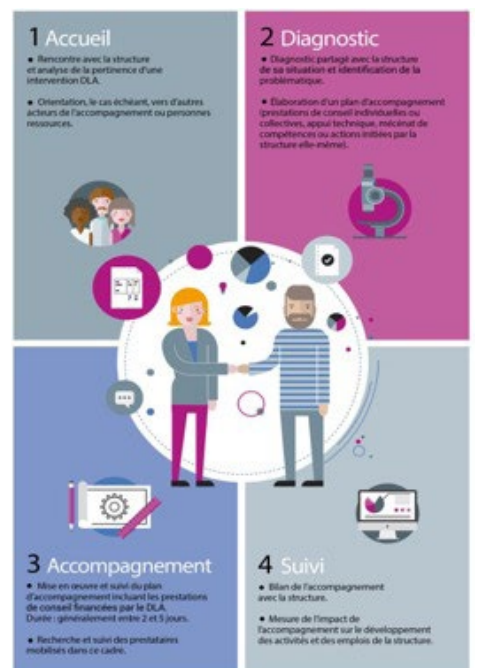 1 Accueil
• Rencontre avec la structure
et analyse de la pertinence d'une
intervention DLA.
• Orientation, le cas échéant, vers d'autres
acteurs de l'accompagnement ou personnes
ressources.
2 Diagnostic
• Diagnostic partagé avec la structure
de sa situation et identification de la
problématique.
• Élaboration d'un plan d'accompagnement
(prestations de conseil individuelles ou
collectives, appui technique, mécénat de
compétences ou actions initiées par la
structure elle-même).
3 Accompagnement
• Mise en œuvre et suivi du plan
d'accompagnement incluant les prestations
de conseil financées par le DLA.
Durée : généralement entre 2 et 5 jours.
• Recherche et suivi des prestataires
mobilisés dans ce cadre.
4 Suivi
• Bilan de l'accompagnement
avec la structure.
• Mesure de l'impact de
l'accompagnement sur le développement
des activités et des emplois de la structure.